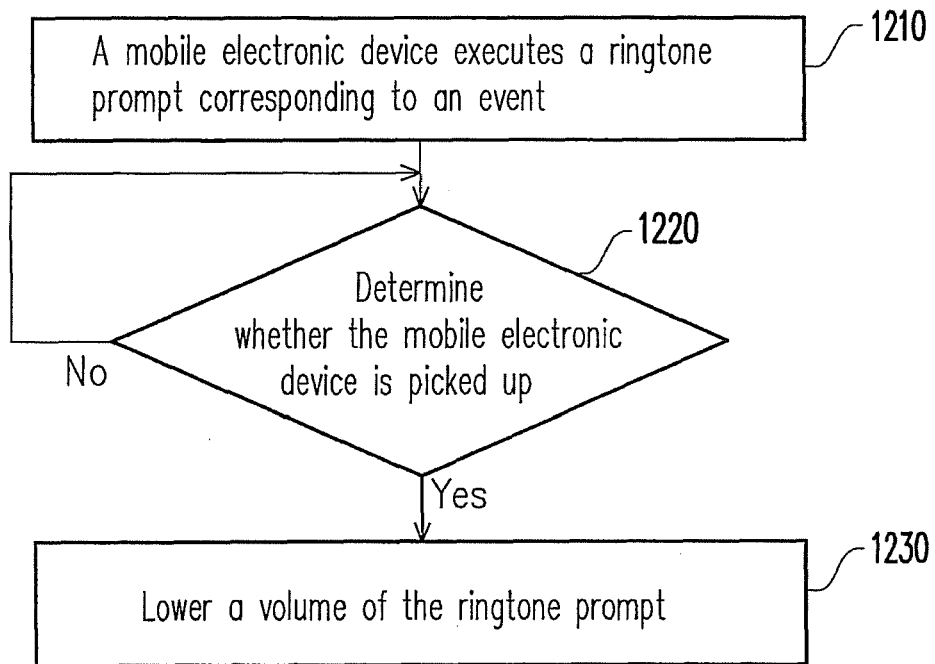 1210
A mobile electronic device executes a ringtone
prompt corresponding to an event
1220
Determine
whether the mobile electronic
device is picked up
No
Yes
1230
Lower a volume of the ringtone prompt